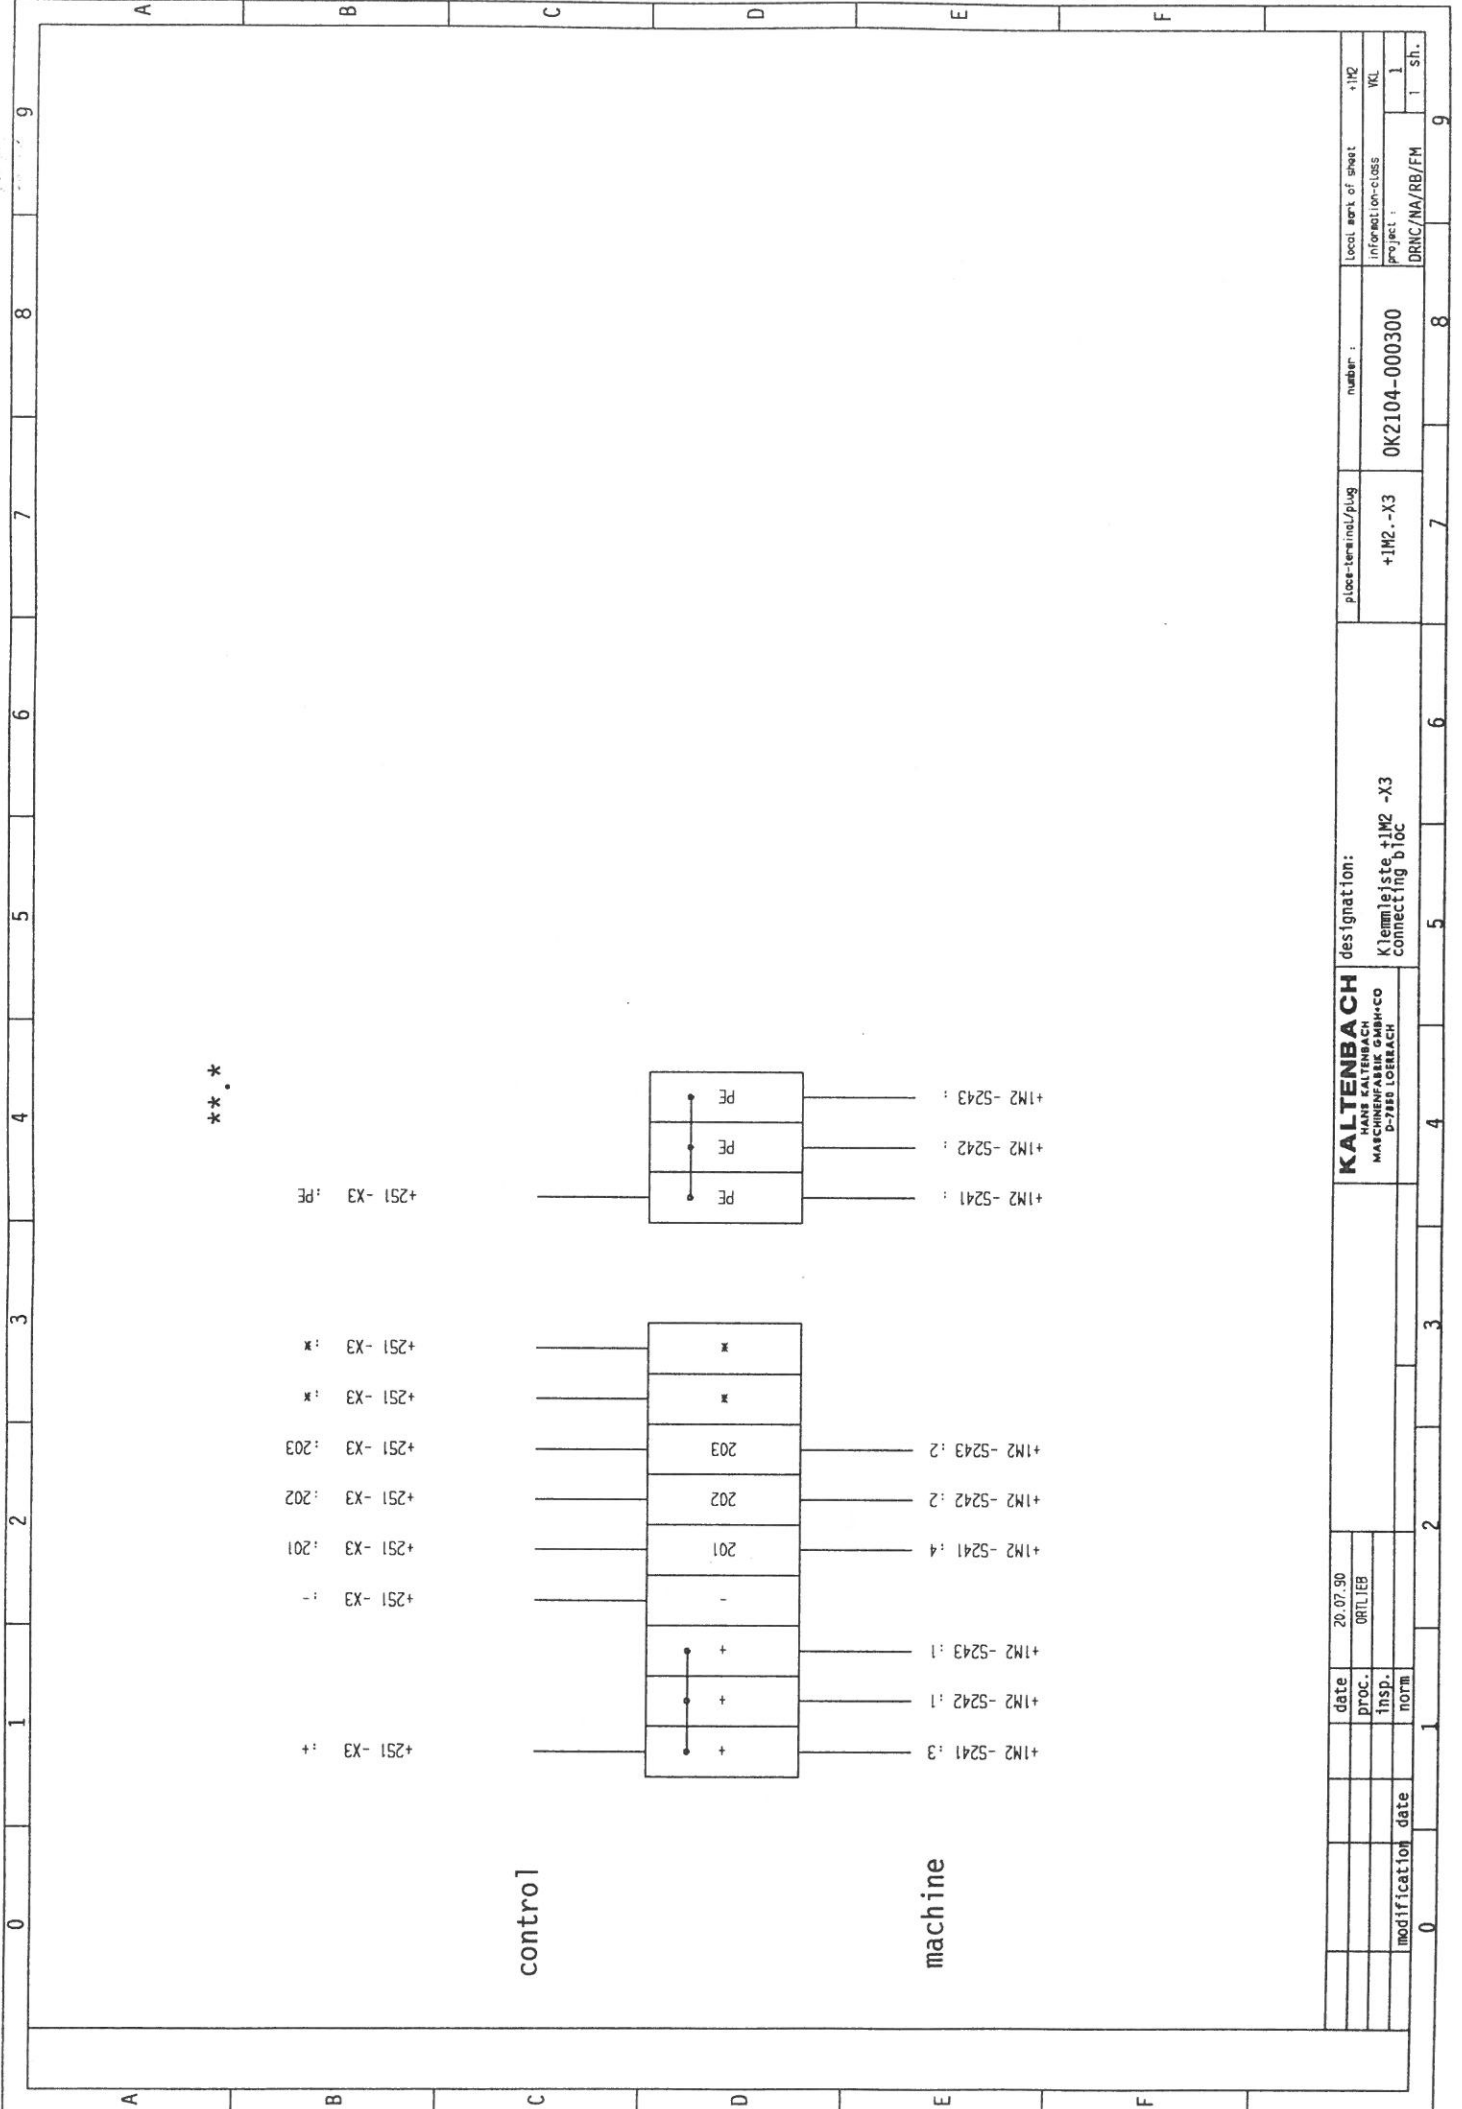 0 1 2 3 4 5 6 7 8 9
A
B
C
D
E
F
A
B
C
D
E
F
**.*
+2S1 -X3 :+
+2S1 -X3 :-
+2S1 -X3 :201
+2S1 -X3 :202
+2S1 -X3 :203
+2S1 -X3 :*
+2S1 -X3 :*
+2S1 -X3 :PE
control
+ + + - 201 202 203 * *
PE PE PE
machine
+1M2 -S241 :3
+1M2 -S242 :1
+1M2 -S243 :1
+1M2 -S241 :4
+1M2 -S242 :2
+1M2 -S243 :2
+1M2 -S241 :
+1M2 -S242 :
+1M2 -S243 :
modification date
date 20.07.90
proc. ORTLIEB
insp.
norm
KALTENBACH
HANS KALTENBACH
MASCHINENFABRIK GMBH+CO
D-7850 LOERRACH
designation:
Klemmleiste +1M2 -X3
connecting bloc
place-terminal/plug
+1M2.-X3
number :
0K2104-000300
Local mark of sheet +1M2
information-class VKL
project : 1
DRNC/NA/RB/FM 1 sh.
0 1 2 3 4 5 6 7 8 9